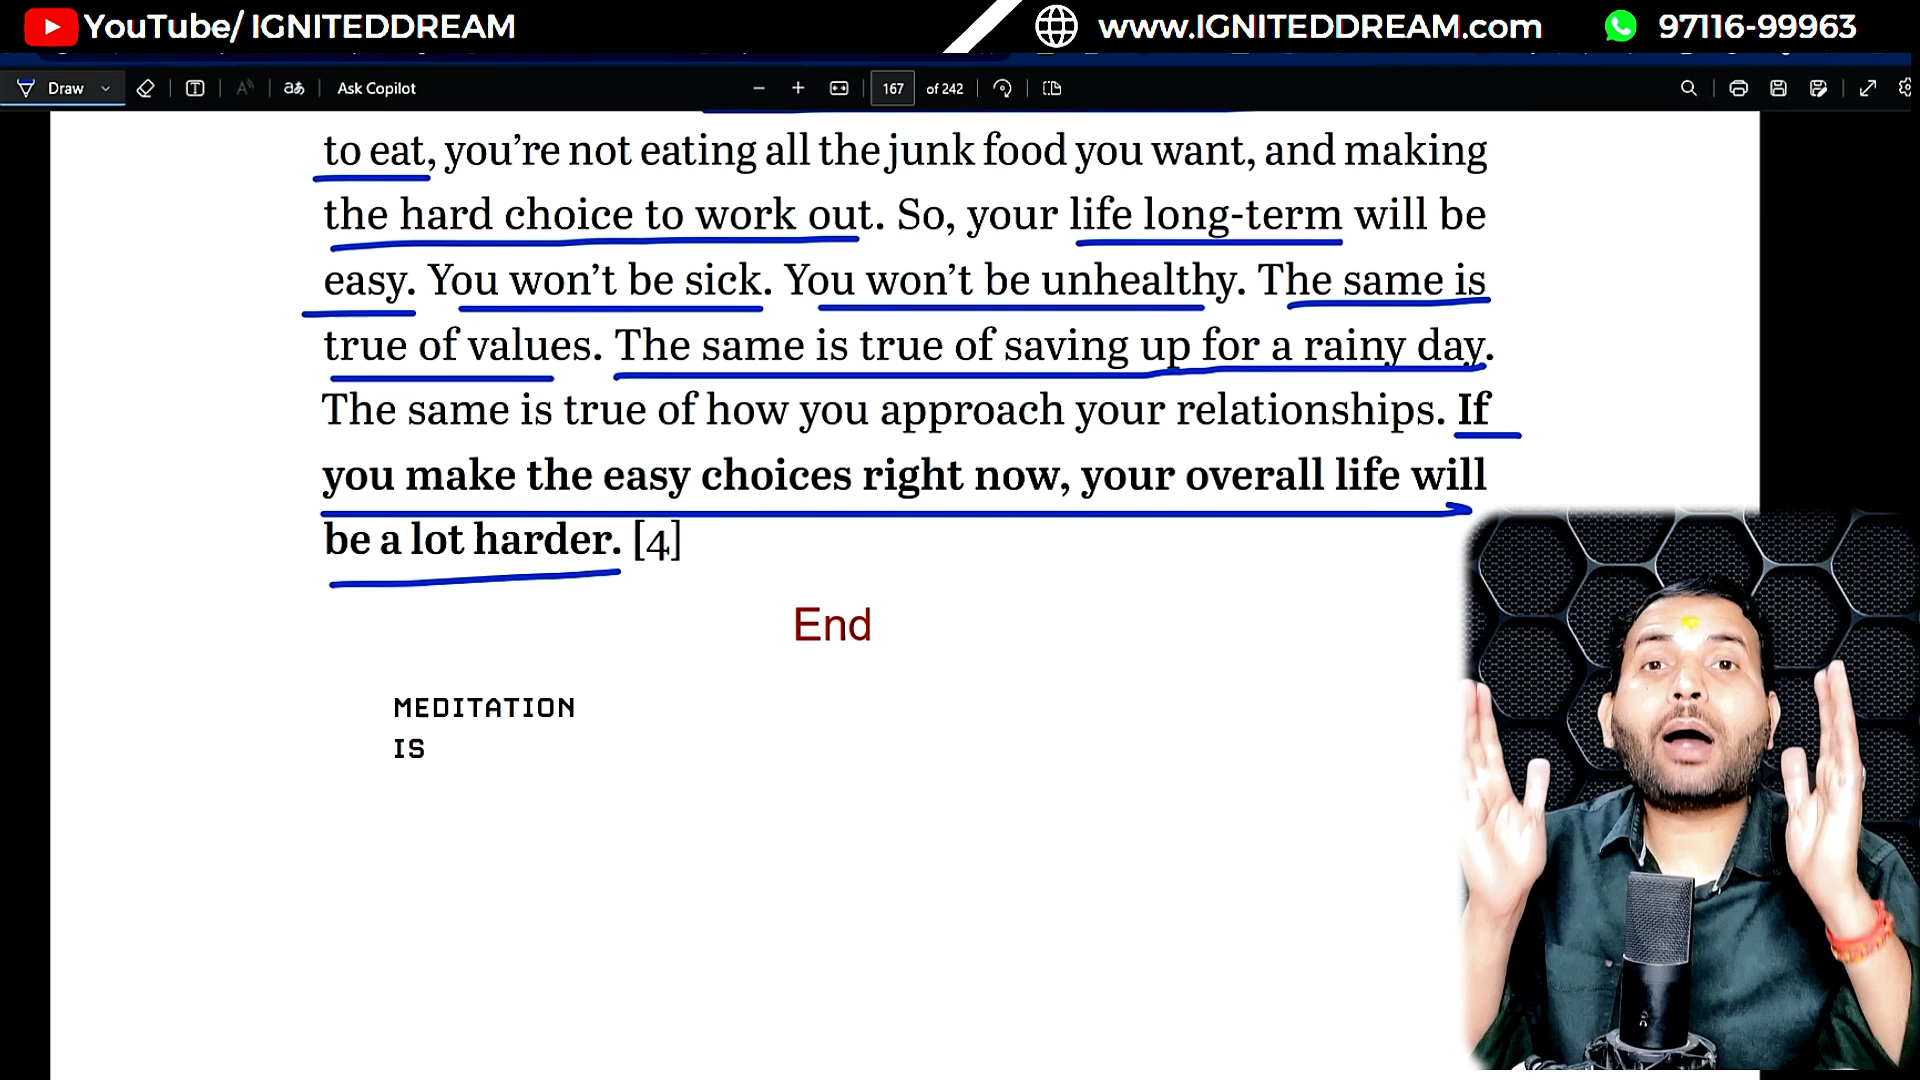 YouTube/ IGNITEDDREAM
www.IGNITEDDREAM.com
97116-99963
Draw
aあ
Ask Copilot
167 of 242
to eat, you’re not eating all the junk food you want, and making
the hard choice to work out. So, your life long-term will be
easy. You won’t be sick. You won’t be unhealthy. The same is
true of values. The same is true of saving up for a rainy day.
The same is true of how you approach your relationships. If
you make the easy choices right now, your overall life will
be a lot harder. [4]
End
MEDITATION
IS